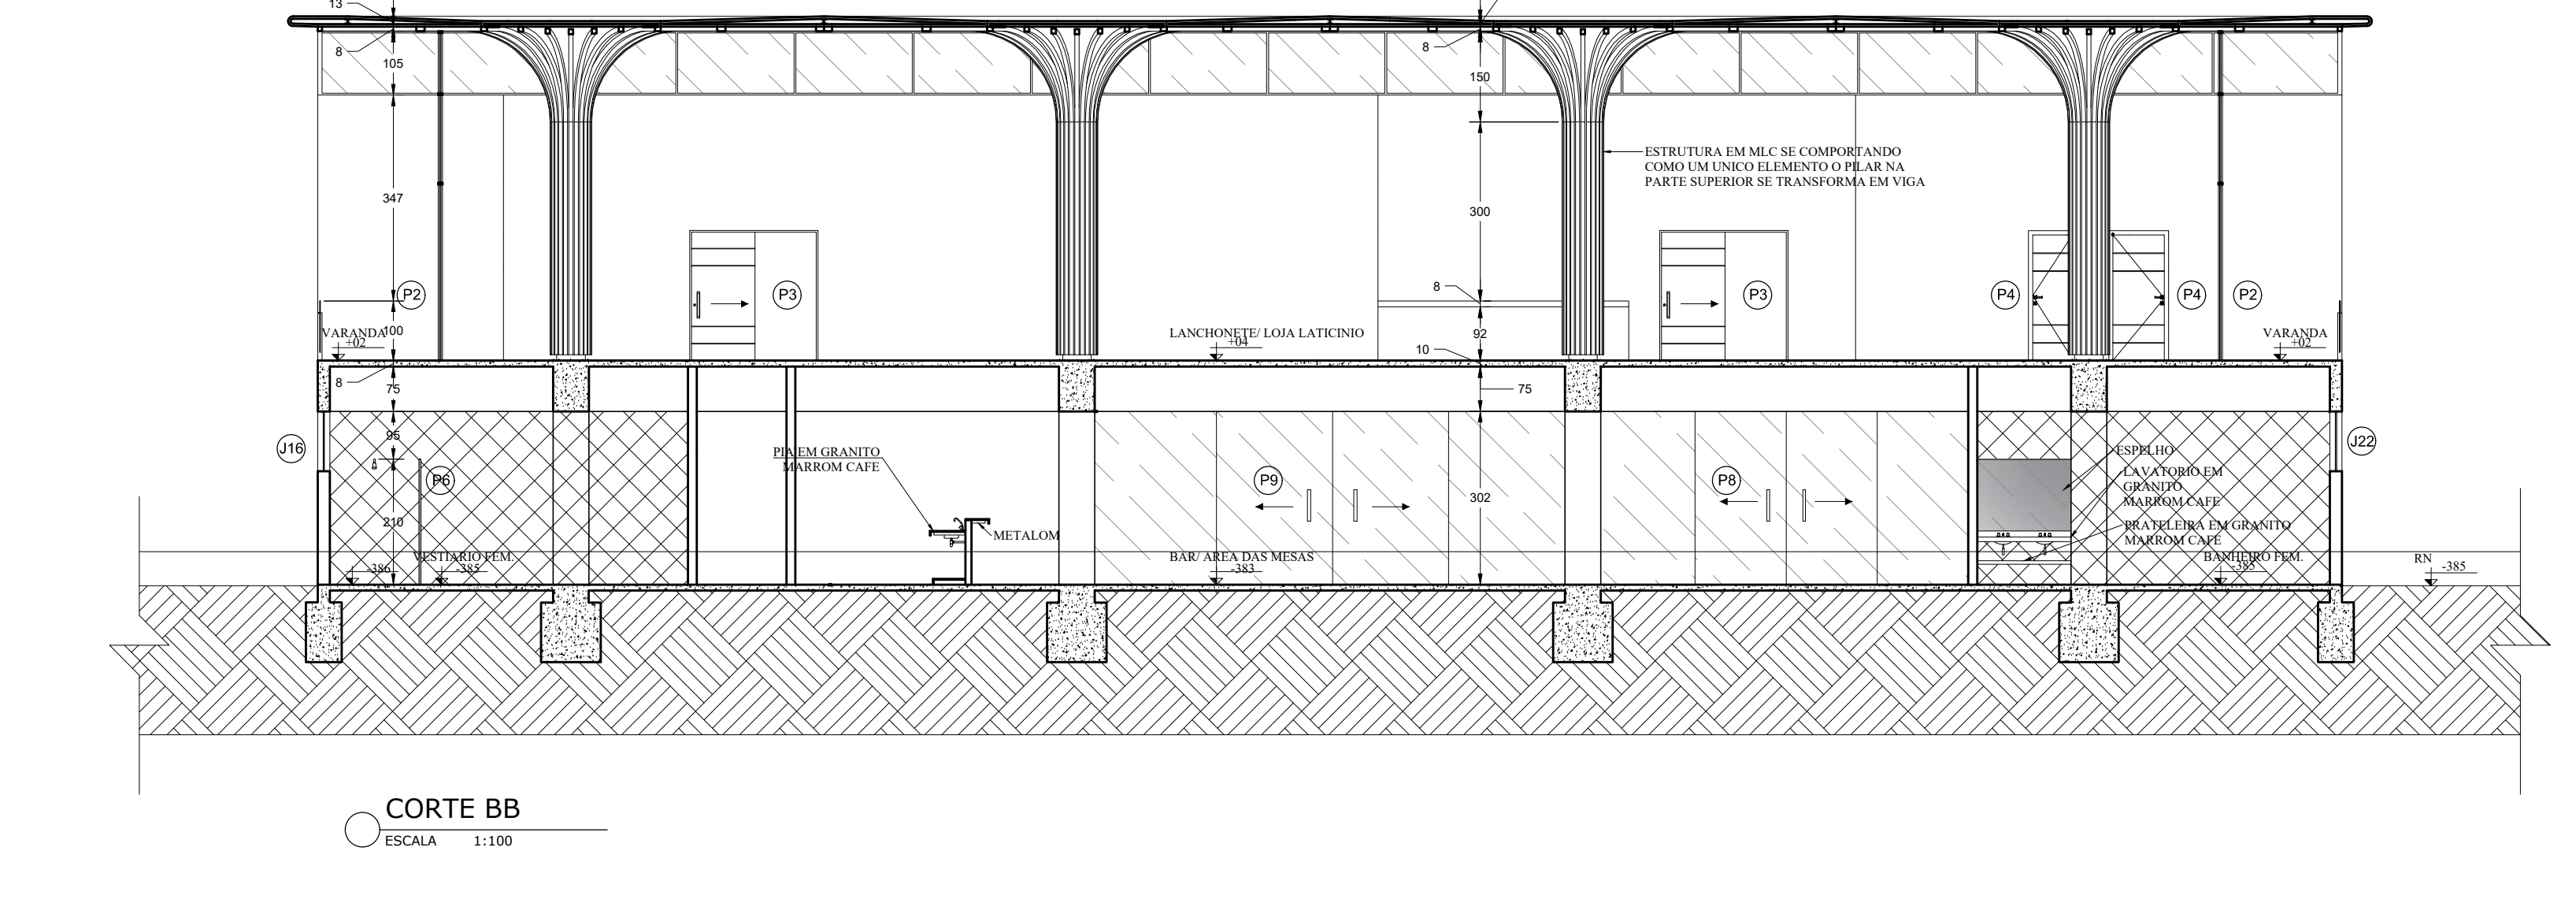 13
8
105
8
150
ESTRUTURA EM MLC SE COMPORTANDO
COMO UM UNICO ELEMENTO O PILAR NA
PARTE SUPERIOR SE TRANSFORMA EM VIGA
347
300
P2
P3
8
P3
P4
P4
P2
VARANDA
+02
100
LANCHONETE/ LOJA LATICINIO
+04
92
VARANDA
+02
10
8
75
75
95
J16
J22
PIA EM GRANITO
MARROM CAFE
ESPELHO
P6
P9
P8
LAVATORIO EM
GRANITO
MARROM CAFE
302
210
METALOM
PRATELEIRA EM GRANITO
MARROM CAFE
VESTIARIO FEM.
-386
-385
BAR/ AREA DAS MESAS
-383
BANHEIRO FEM.
-385
RN
-385
CORTE BB
ESCALA 1:100